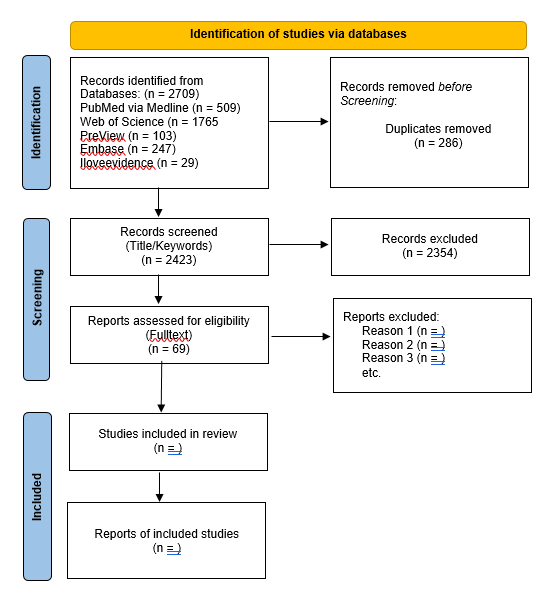 Identification of studies via databases
Identification
Records identified from
Databases: (n = 2709)
PubMed via Medline (n = 509)
Web of Science (n = 1765
PreView (n = 103)
Embase (n = 247)
Iloveevidence (n = 29)
Records removed before
Screening:
Duplicates removed
(n = 286)
Screening
Records screened
(Title/Keywords)
(n = 2423)
Records excluded
(n = 2354)
Reports assessed for eligibility
(Fulltext)
(n = 69)
Reports excluded:
Reason 1 (n = )
Reason 2 (n = )
Reason 3 (n = )
etc.
Included
Studies included in review
(n = )
Reports of included studies
(n = )